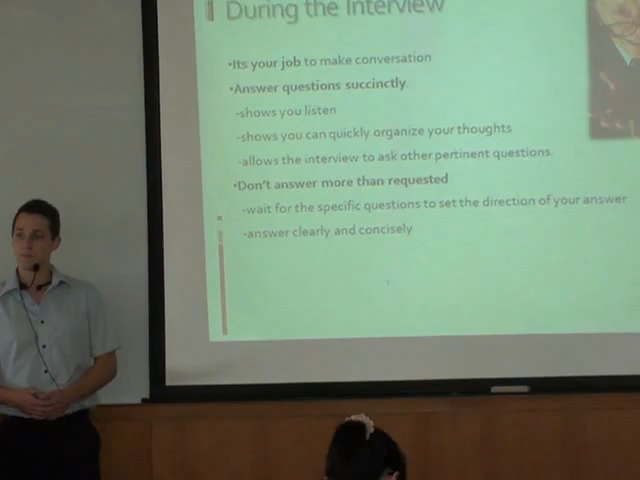 During the Interview
•Its your job to make conversation
•Answer questions succinctly.
-shows you listen
-shows you can quickly organize your thoughts
-allows the interview to ask other pertinent questions.
•Don't answer more than requested
-wait for the specific questions to set the direction of your answer
-answer clearly and concisely